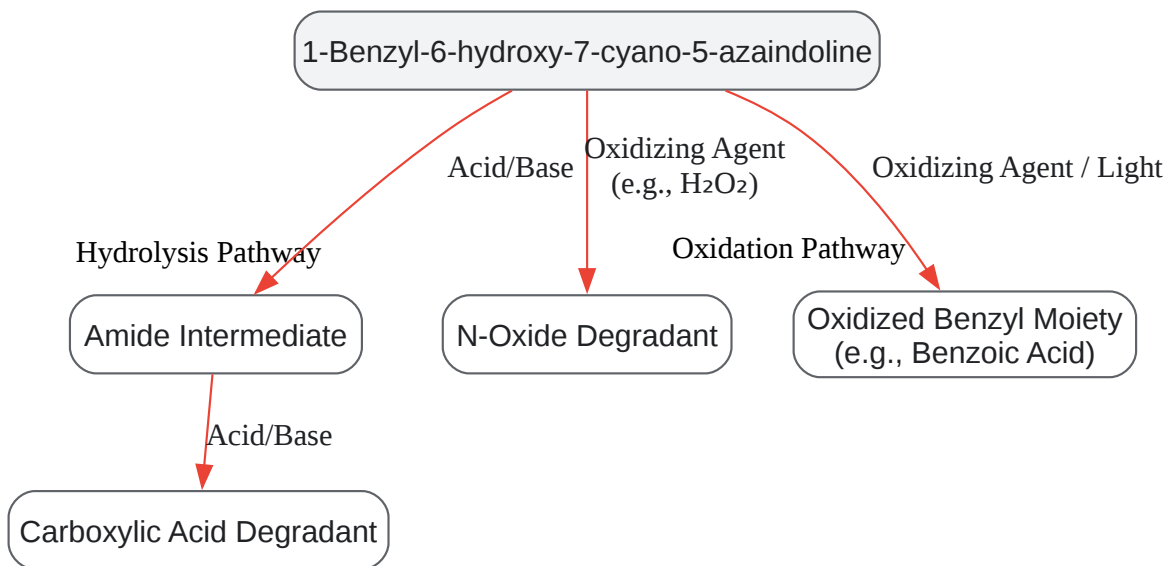 1-Benzyl-6-hydroxy-7-cyano-5-azaindoline
Acid/Base
Oxidizing Agent
(e.g., H₂O₂)
Oxidizing Agent / Light
Hydrolysis Pathway
Oxidation Pathway
Amide Intermediate
N-Oxide Degradant
Oxidized Benzyl Moiety
(e.g., Benzoic Acid)
Acid/Base
Carboxylic Acid Degradant